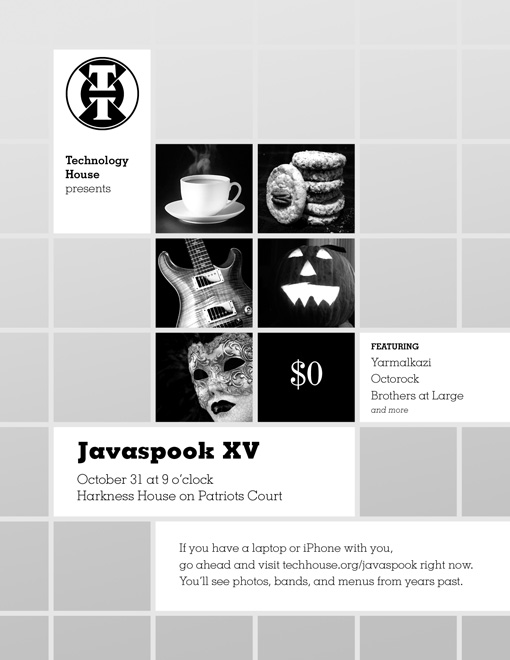 TH
Technology
House
presents
$0
FEATURING
Yarmalkazi
Octorock
Brothers at Large
and more
Javaspook XV
October 31 at 9 o’clock
Harkness House on Patriots Court
If you have a laptop or iPhone with you,
go ahead and visit techhouse.org/javaspook right now.
You’ll see photos, bands, and menus from years past.